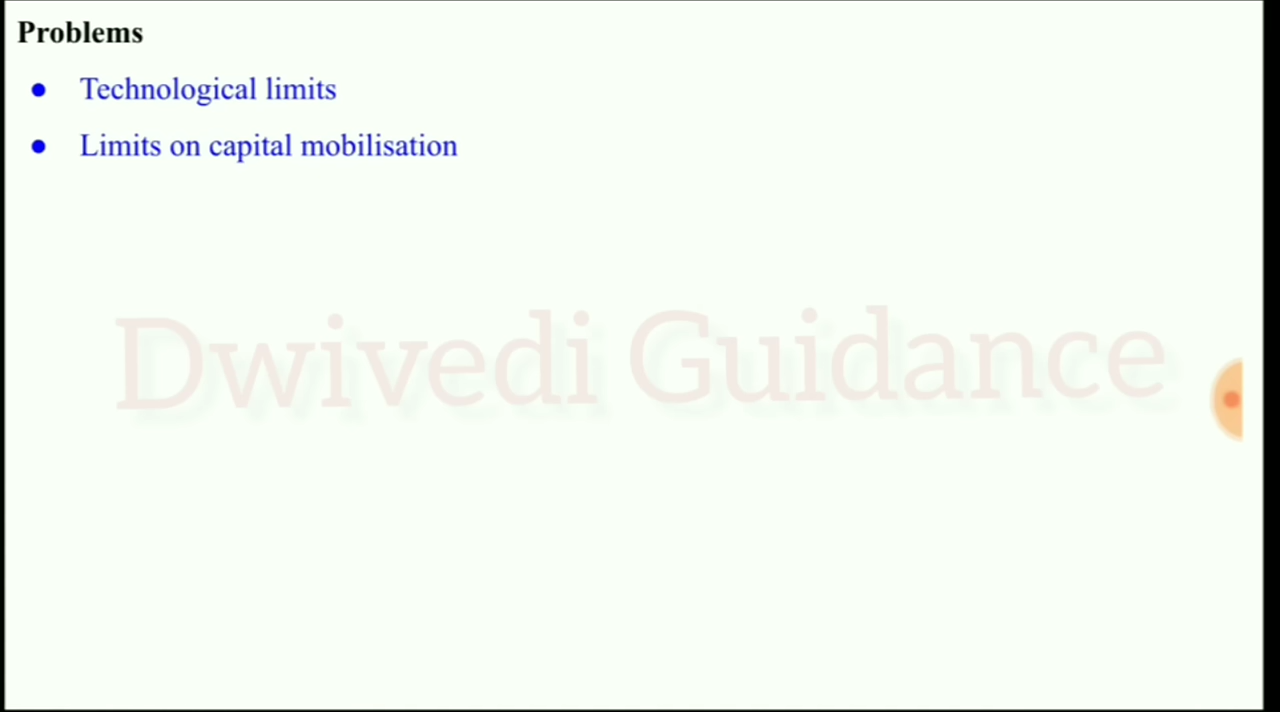 Problems
● Technological limits
● Limits on capital mobilisation
Dwivedi Guidance